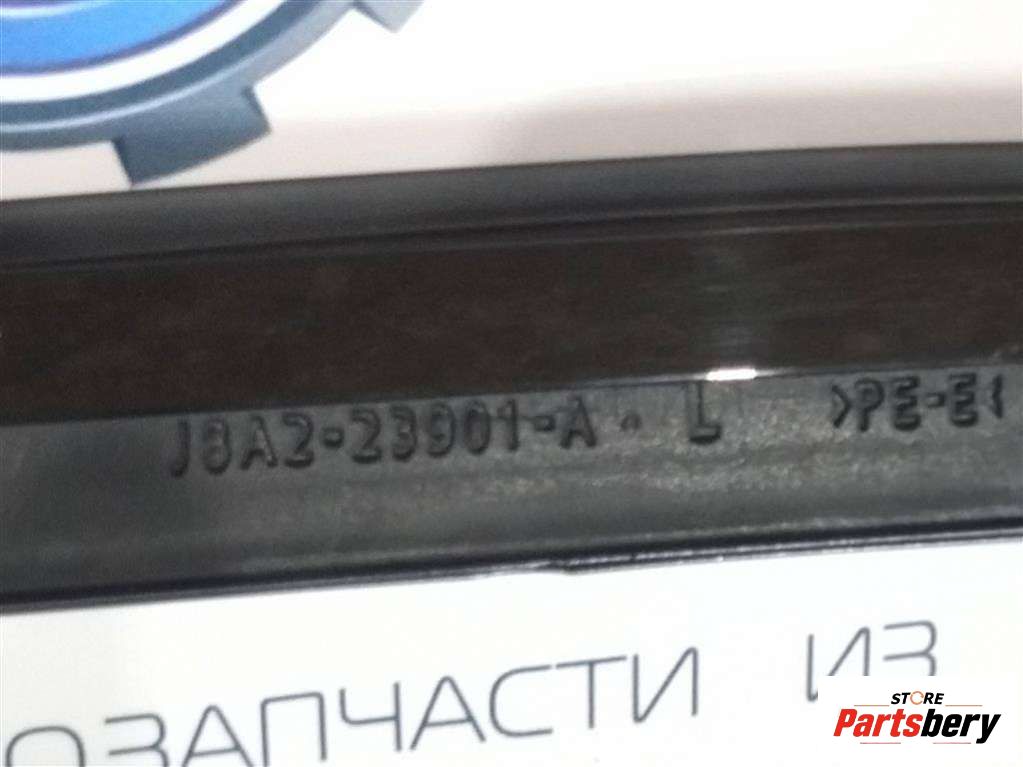 J8A2-23901-A · L >PE-E<
ОЗАПЧАСТИ ИЗ
STORE
Partsbery